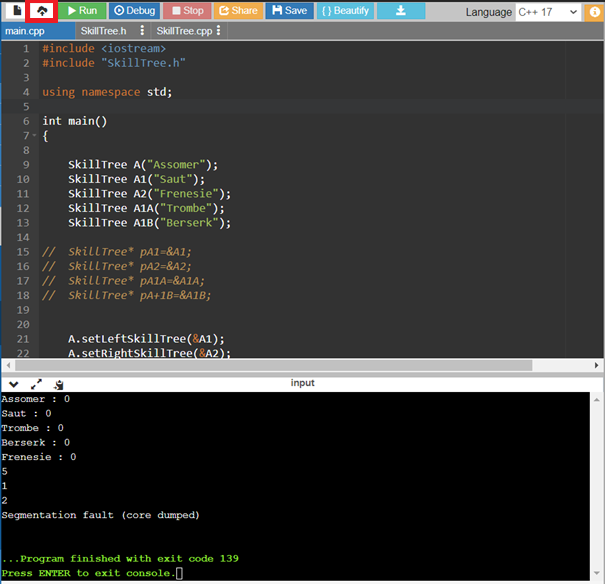 Run Debug Stop Share Save { } Beautify Language C++ 17
main.cpp SkillTree.h SkillTree.cpp
1 #include <iostream>
2 #include "SkillTree.h"
3
4 using namespace std;
5
6 int main()
7 {
8
9 SkillTree A("Assomer");
10 SkillTree A1("Saut");
11 SkillTree A2("Frenesie");
12 SkillTree A1A("Trombe");
13 SkillTree A1B("Berserk");
14
15 // SkillTree* pA1=&A1;
16 // SkillTree* pA2=&A2;
17 // SkillTree* pA1A=&A1A;
18 // SkillTree* pA+1B=&A1B;
19
20
21 A.setLeftSkillTree(&A1);
22 A.setRightSkillTree(&A2);
input
Assomer : 0
Saut : 0
Trombe : 0
Berserk : 0
Frenesie : 0
5
1
2
Segmentation fault (core dumped)
...Program finished with exit code 139
Press ENTER to exit console.